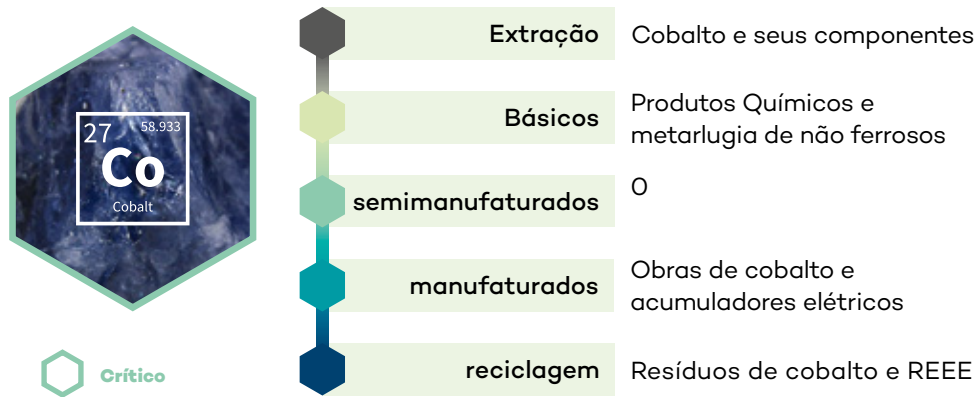 27
58.933
Co
Cobalt
Crítico
Extração
Cobalto e seus componentes
Básicos
Produtos Químicos e
metarlugia de não ferrosos
semimanufaturados
0
manufaturados
Obras de cobalto e
acumuladores elétricos
reciclagem
Resíduos de cobalto e REEE